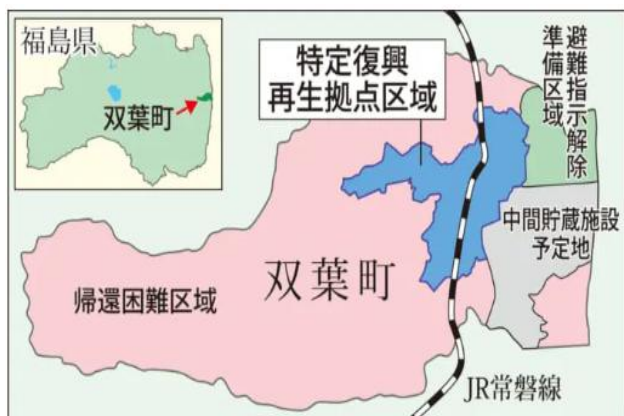 福島県
双葉町
特定復興
再生拠点区域
避難指示解除
準備区域
中間貯蔵施設
予定地
帰還困難区域
双葉町
JR常磐線